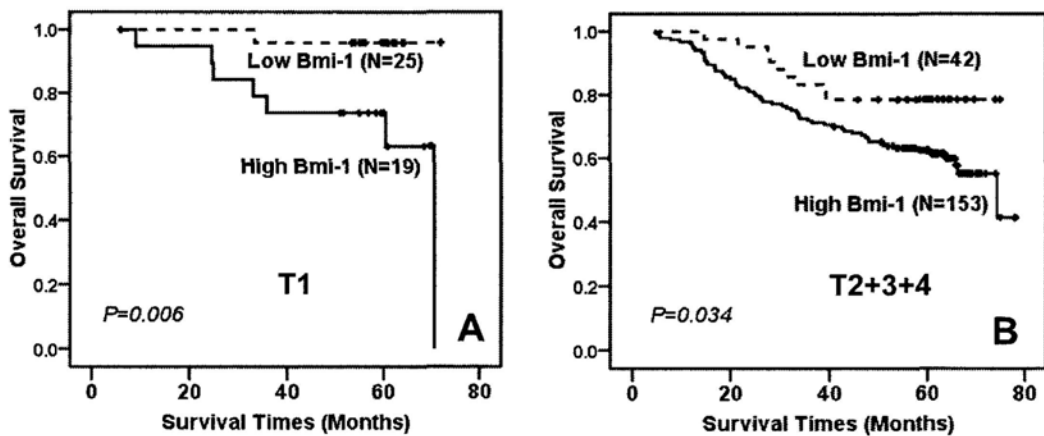 Overall Survival
1.0
0.8
0.6
0.4
0.2
0.0
Low Bmi-1 (N=25)
High Bmi-1 (N=19)
T1
P=0.006
A
0 20 40 60 80
Survival Times (Months)
Overall Survival
1.0
0.8
0.6
0.4
0.2
0.0
Low Bmi-1 (N=42)
High Bmi-1 (N=153)
T2+3+4
P=0.034
B
0 20 40 60 80
Survival Times (Months)